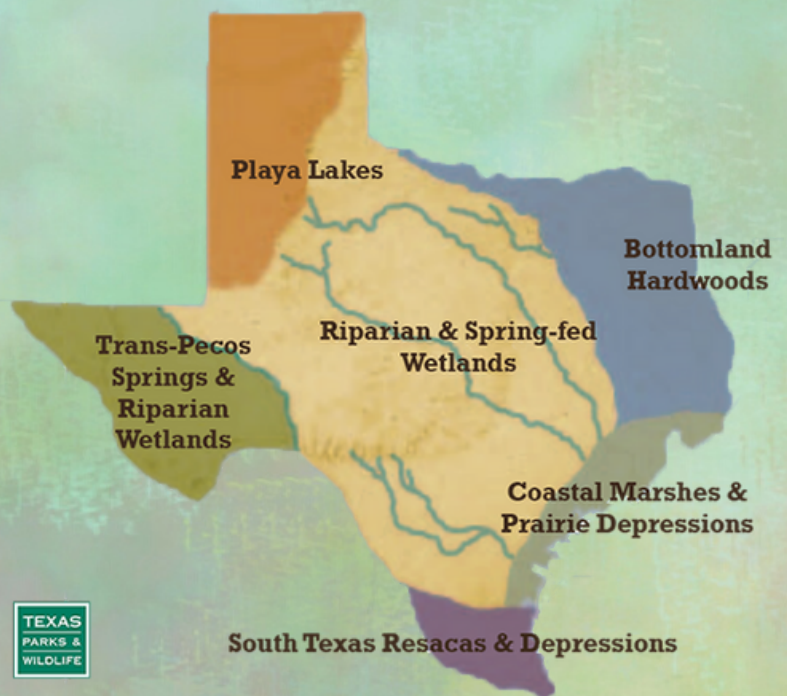 Playa Lakes
Bottomland
Hardwoods
Riparian & Spring-fed
Wetlands
Trans-Pecos
Springs &
Riparian
Wetlands
Coastal Marshes &
Prairie Depressions
South Texas Resacas & Depressions
TEXAS
PARKS &
WILDLIFE